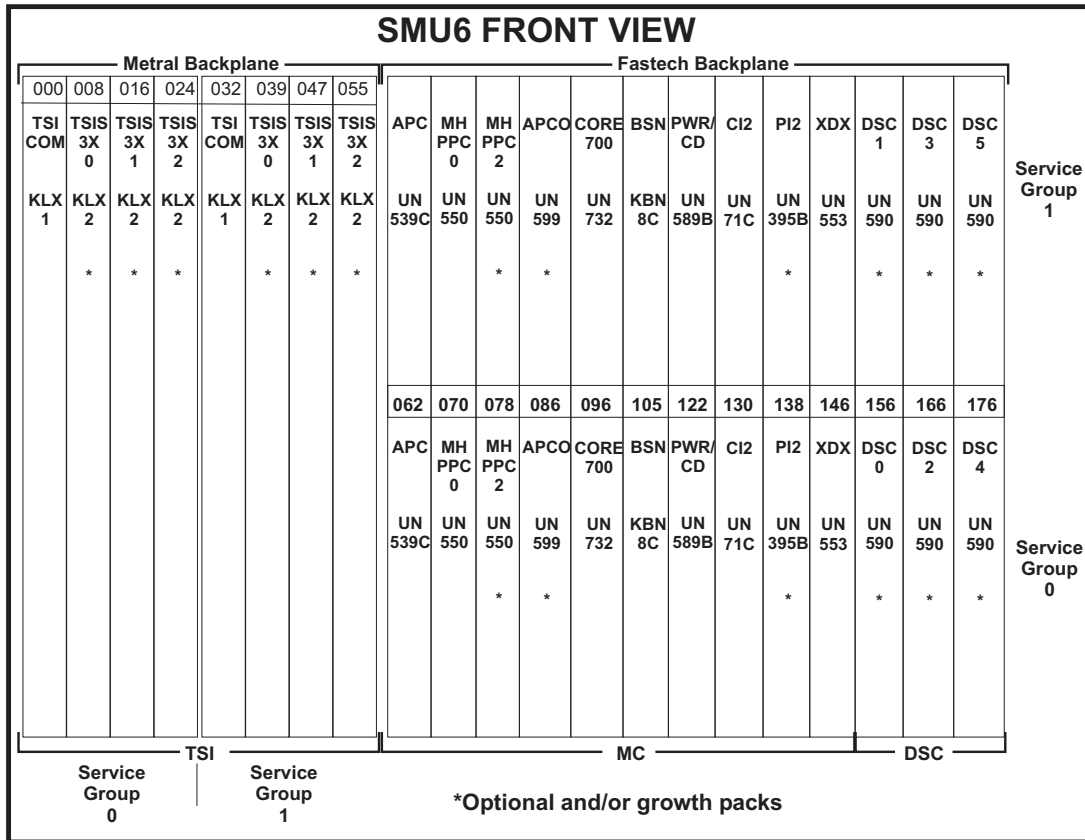 SMU6 FRONT VIEW
Metral Backplane
Fastech Backplane
000 008 016 024 032 039 047 055
TSI TSIS TSIS TSIS TSI TSIS TSIS TSIS
COM 3X 3X 3X COM 3X 3X 3X
0 1 2 0 1 2
KLX KLX KLX KLX KLX KLX KLX KLX
1 2 2 2 1 2 2 2
* * * * * *
APC MH MH APCO CORE BSN PWR/ CI2 PI2 XDX DSC DSC DSC
PPC PPC 700 CD 1 3 5
0 2
UN UN UN UN UN KBN UN UN UN UN UN UN UN
539C 550 550 599 732 8C 589B 71C 395B 553 590 590 590
* * * * * *
Service
Group
1
062 070 078 086 096 105 122 130 138 146 156 166 176
APC MH MH APCO CORE BSN PWR/ CI2 PI2 XDX DSC DSC DSC
PPC PPC 700 CD 0 2 4
0 2
UN UN UN UN UN KBN UN UN UN UN UN UN UN
539C 550 550 599 732 8C 589B 71C 395B 553 590 590 590
* * * * * *
Service
Group
0
TSI
MC
DSC
Service
Group
0
Service
Group
1
*Optional and/or growth packs